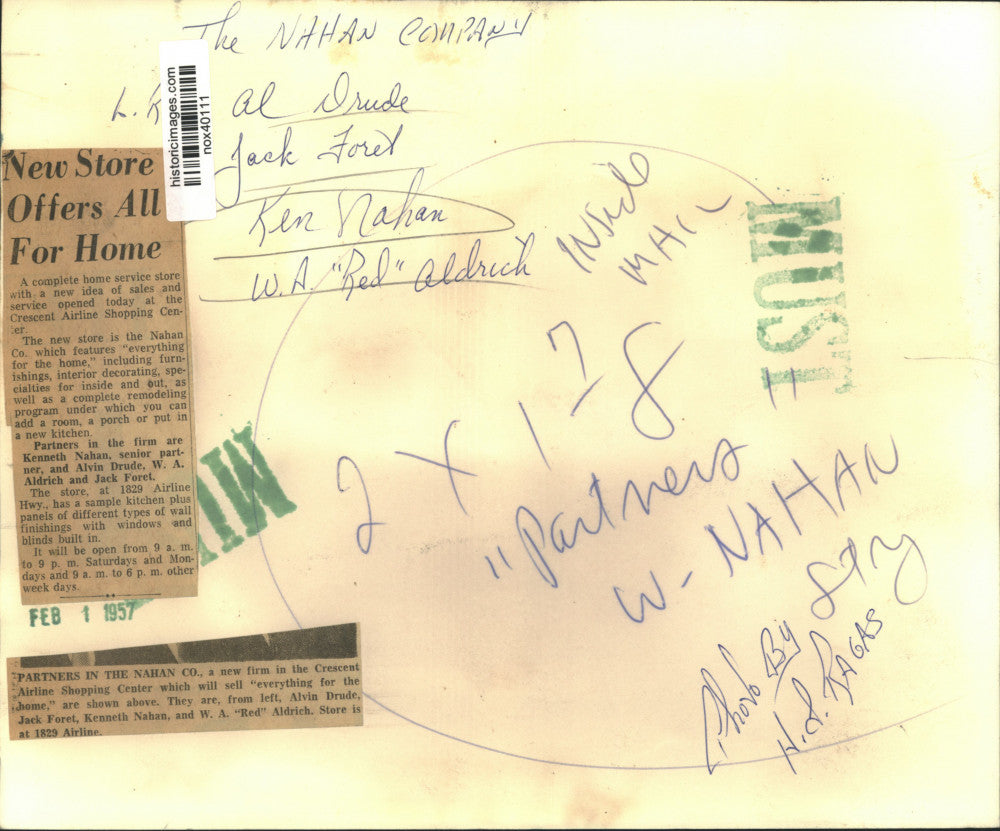 The NAHAN COMPANY
L.
Al Drude
Jack Foret
Ken Nahan
W.A. "Red" Aldrich
historicimages.com
nox40111
New Store
Offers All
For Home
A complete home service store
with a new idea of sales and
service opened today at the
Crescent Airline Shopping Cen-
ter.
The new store is the Nahan
Co. which features "everything
for the home," including furn-
ishings, interior decorating, spe-
cialties for inside and out, as
well as a complete remodeling
program under which you can
add a room, a porch or put in
a new kitchen.
Partners in the firm are
Kenneth Nahan, senior part-
ner, and Alvin Drude, W. A.
Aldrich and Jack Foret.
The store, at 1829 Airline
Hwy., has a sample kitchen plus
panels of different types of wall
finishings with windows and
blinds built in.
It will be open from 9 a. m.
to 9 p. m. Saturdays and Mon-
days and 9 a. m. to 6 p. m. other
week days.
FEB 1 1957
PARTNERS IN THE NAHAN CO., a new firm in the Crescent
Airline Shopping Center which will sell "everything for the
home," are shown above. They are, from left, Alvin Drude,
Jack Foret, Kenneth Nahan, and W. A. "Red" Aldrich. Store is
at 1829 Airline.
INSIDE
MAIL
MUST
2 x 1-7
8
"Partners"
W-NAHAN
Story
Photo By
H.J. PAGAS